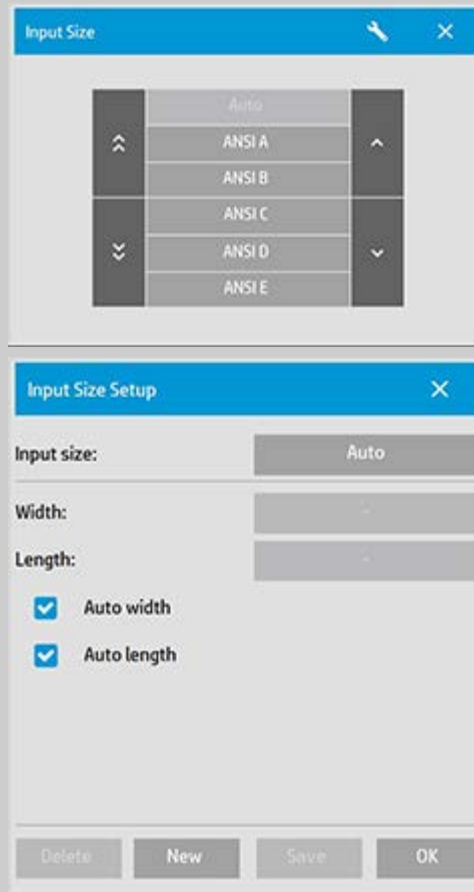 Input Size
Auto
ANSI A
ANSI B
ANSI C
ANSI D
ANSI E
Input Size Setup
Input size: Auto
Width: -
Length: -
Auto width
Auto length
Delete New Save OK